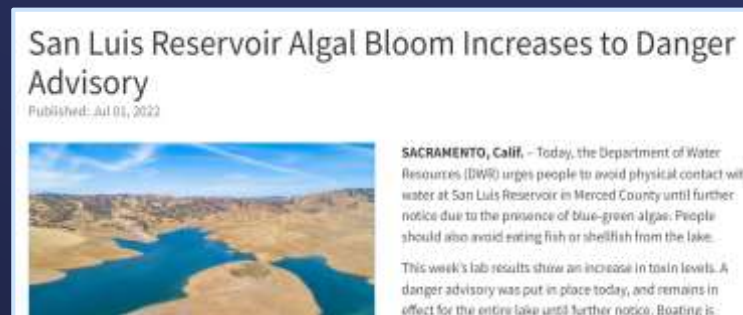 San Luis Reservoir Algal Bloom Increases to Danger
Advisory
Published: Jul 01, 2022
SACRAMENTO, Calif. – Today, the Department of Water
Resources (DWR) urges people to avoid physical contact wit
water at San Luis Reservoir in Merced County until further
notice due to the presence of blue-green algae. People
should also avoid eating fish or shellfish from the lake.
This week's lab results show an increase in toxin levels. A
danger advisory was put in place today, and remains in
effect for the entire lake until further notice. Boating is